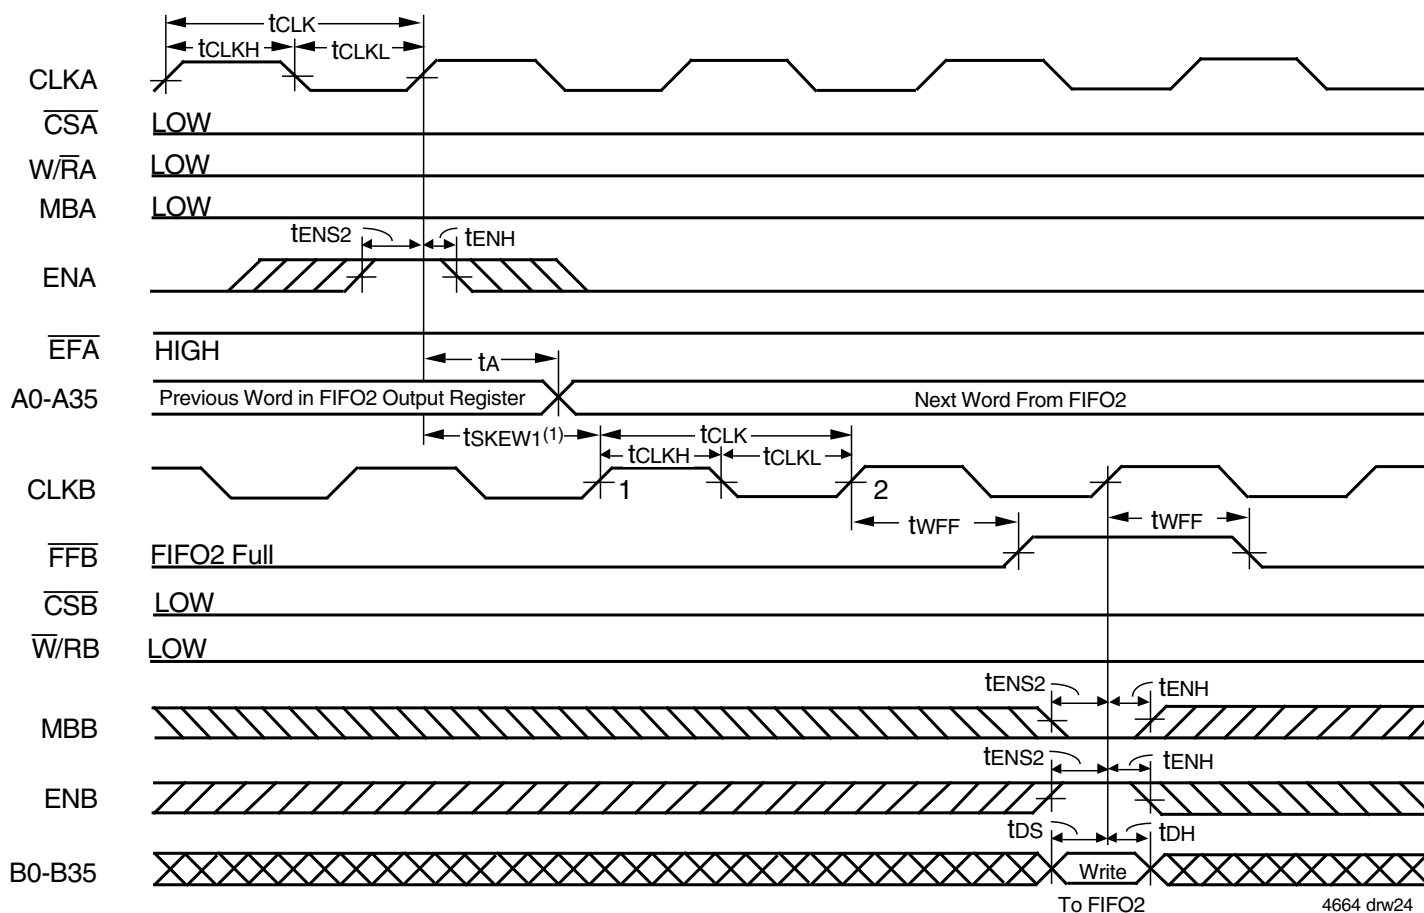 tCLK
tCLKH
tCLKL
CLKA
CSA
LOW
W/RA
LOW
MBA
LOW
tENS2
tENH
ENA
EFA
HIGH
tA
A0-A35
Previous Word in FIFO2 Output Register
Next Word From FIFO2
tSKEW1(1)
tCLK
tCLKH
tCLKL
CLKB
1
2
tWFF
tWFF
FFB
FIFO2 Full
CSB
LOW
W/RB
LOW
tENS2
tENH
MBB
tENS2
tENH
ENB
tDS
tDH
B0-B35
Write
To FIFO2
4664 drw24